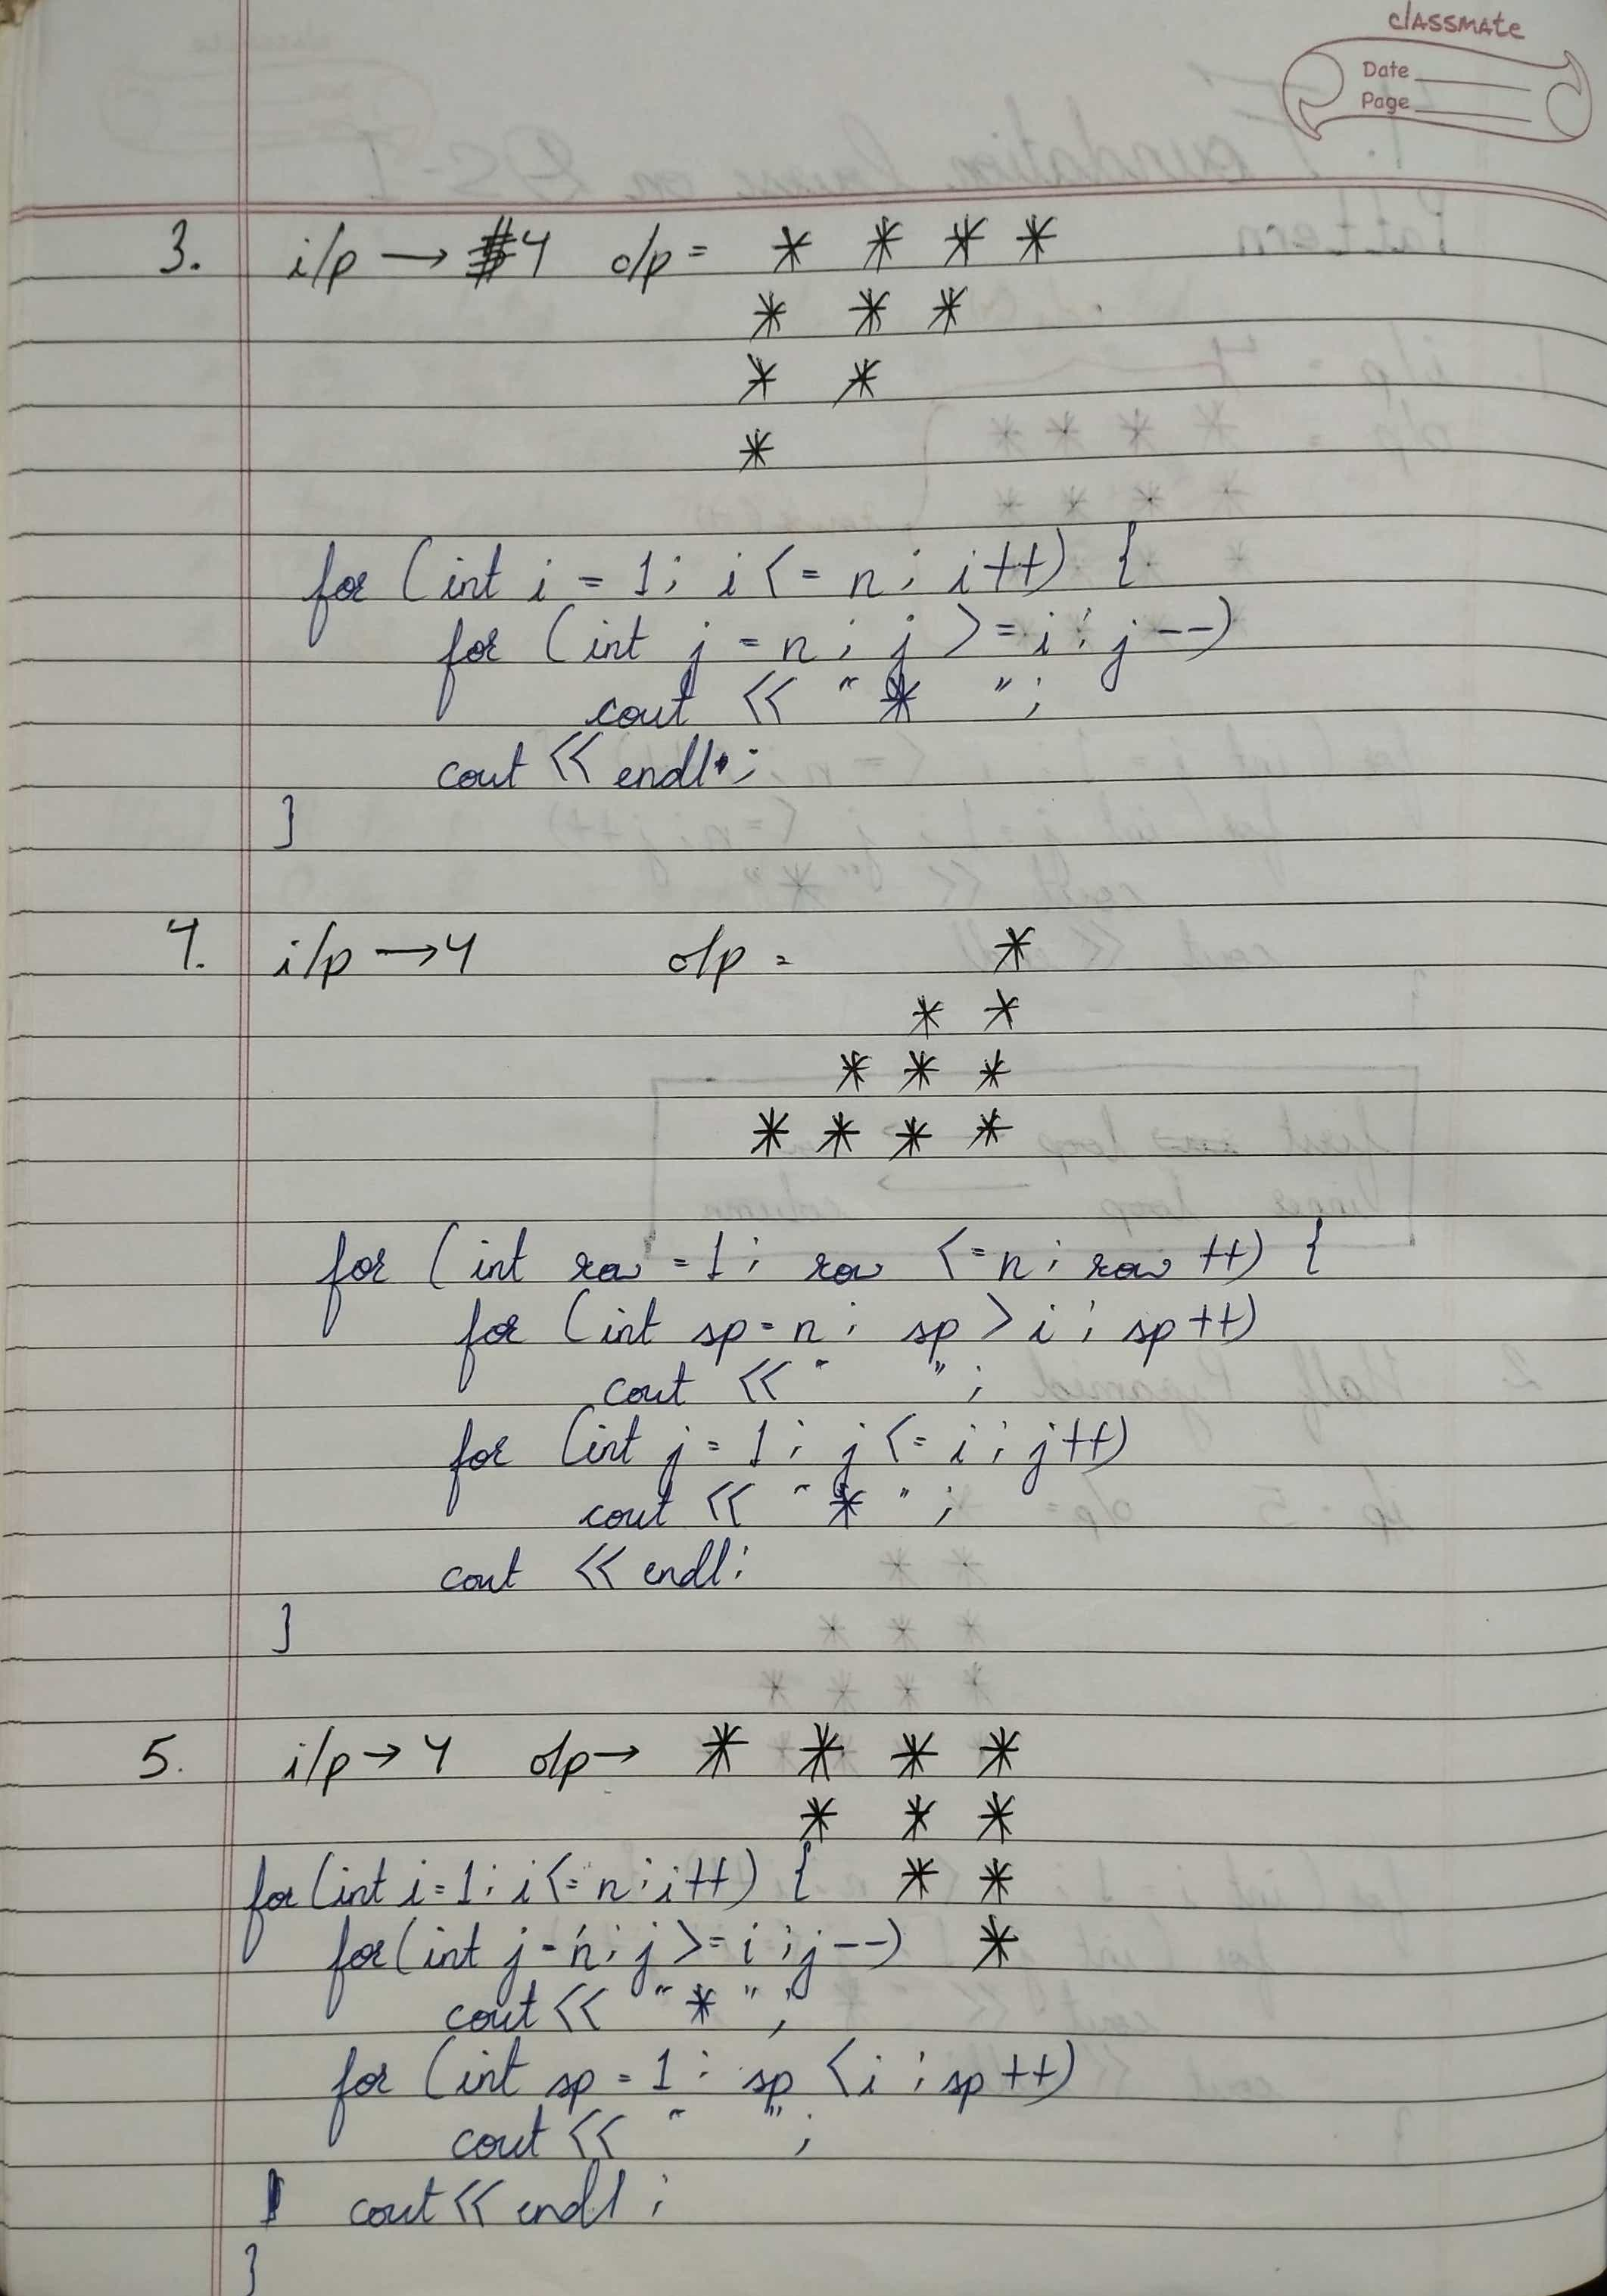 classmate
Date
Page
3. i/p → 4 o/p = * * * *
* * *
* *
*
for (int i = 1; i <= n; i++) {
for (int j = n; j >= i; j--)
cout << " * ";
cout << endl;
}
4. i/p → 4 o/p = *
* *
* * *
* * * *
for (int row = 1; row <= n; row ++) {
for (int sp = n; sp > i; sp ++)
cout << " ";
for (int j = 1; j <= i; j++)
cout << " * ";
cout << endl;
}
5. i/p → 4 o/p → * * * *
* * *
for (int i = 1; i <= n; i++) { * *
for (int j = n; j >= i; j--) *
cout << " * ";
for (int sp = 1; sp < i; sp ++)
cout << " ";
cout << endl;
}